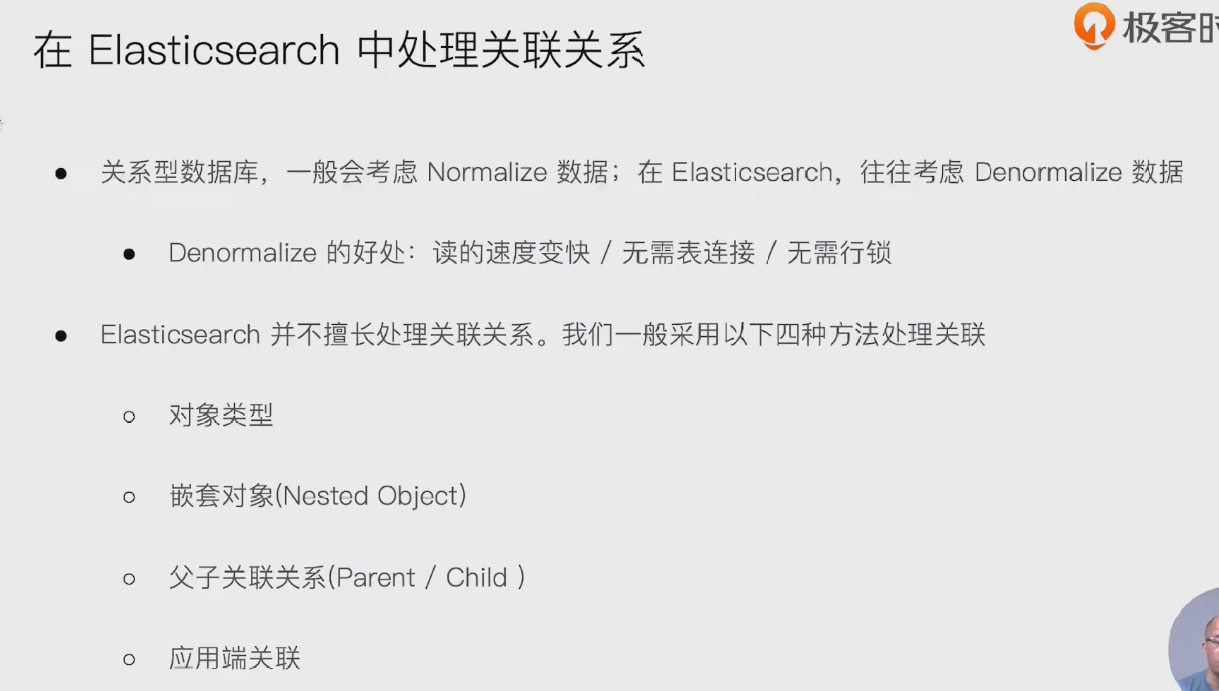 在 Elasticsearch 中处理关联关系
极客时
关系型数据库，一般会考虑 Normalize 数据；在 Elasticsearch，往往考虑 Denormalize 数据
Denormalize 的好处：读的速度变快 / 无需表连接 / 无需行锁
Elasticsearch 并不擅长处理关联关系。我们一般采用以下四种方法处理关联
对象类型
嵌套对象(Nested Object)
父子关联关系(Parent / Child )
应用端关联